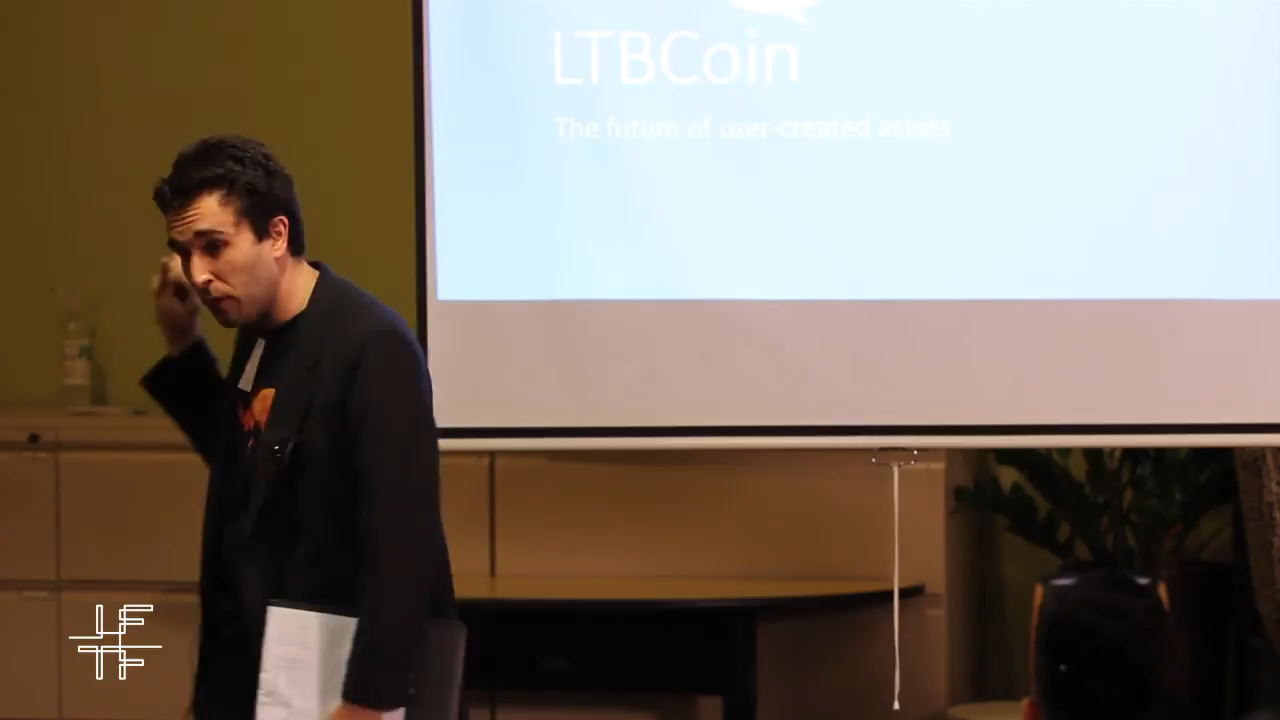 LTBCoin
The future of user-created assets